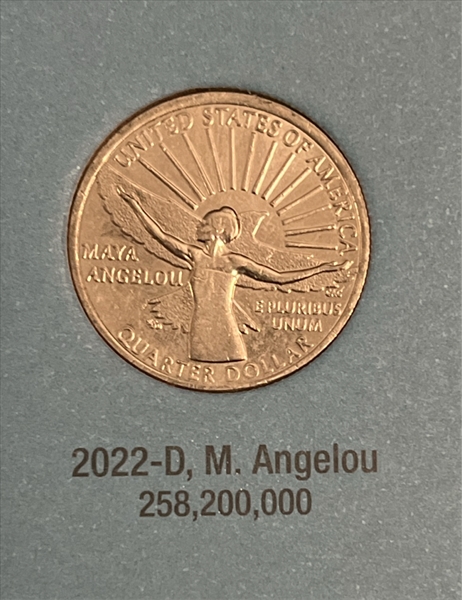 UNITED STATES OF AMERICA
MAYA
ANGELOU
E PLURIBUS
UNUM
QUARTER DOLLAR
2022-D, M. Angelou
258,200,000